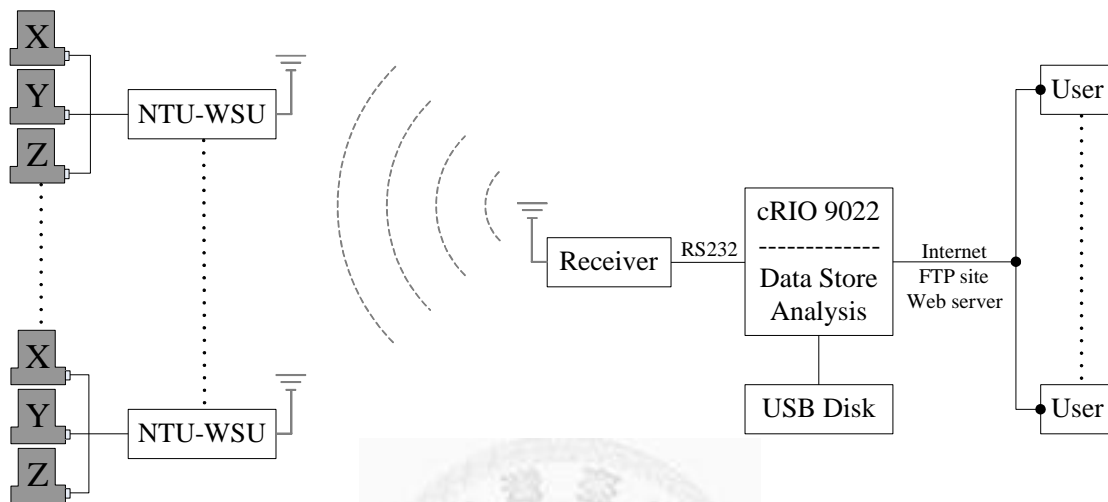 X
Y
Z
NTU-WSU
X
Y
Z
NTU-WSU
Receiver
RS232
cRIO 9022
Data Store
Analysis
USB Disk
Internet
FTP site
Web server
User
User